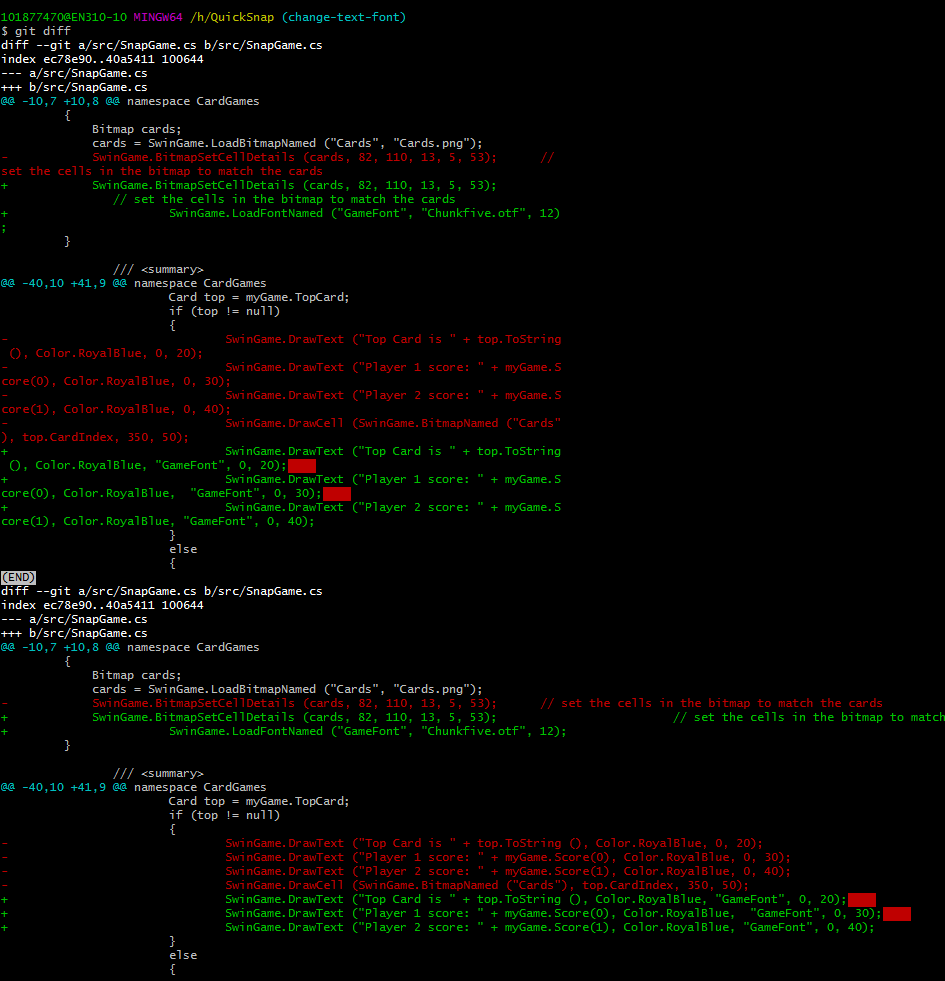 101877470@EN310-10 MINGW64 /h/QuickSnap (change-text-font)
$ git diff
diff --git a/src/SnapGame.cs b/src/SnapGame.cs
index ec78e90..40a5411 100644
--- a/src/SnapGame.cs
+++ b/src/SnapGame.cs
@@ -10,7 +10,8 @@ namespace CardGames
{
Bitmap cards;
cards = SwinGame.LoadBitmapNamed ("Cards", "Cards.png");
- SwinGame.BitmapSetCellDetails (cards, 82, 110, 13, 5, 53); //
set the cells in the bitmap to match the cards
+ SwinGame.BitmapSetCellDetails (cards, 82, 110, 13, 5, 53);
// set the cells in the bitmap to match the cards
+ SwinGame.LoadFontNamed ("GameFont", "Chunkfive.otf", 12)
;
}
/// <summary>
@@ -40,10 +41,9 @@ namespace CardGames
Card top = myGame.TopCard;
if (top != null)
{
- SwinGame.DrawText ("Top Card is " + top.ToString
(), Color.RoyalBlue, 0, 20);
- SwinGame.DrawText ("Player 1 score: " + myGame.S
core(0), Color.RoyalBlue, 0, 30);
- SwinGame.DrawText ("Player 2 score: " + myGame.S
core(1), Color.RoyalBlue, 0, 40);
- SwinGame.DrawCell (SwinGame.BitmapNamed ("Cards"
), top.CardIndex, 350, 50);
+ SwinGame.DrawText ("Top Card is " + top.ToString
(), Color.RoyalBlue, "GameFont", 0, 20);
+ SwinGame.DrawText ("Player 1 score: " + myGame.S
core(0), Color.RoyalBlue,  "GameFont", 0, 30);
+ SwinGame.DrawText ("Player 2 score: " + myGame.S
core(1), Color.RoyalBlue, "GameFont", 0, 40);
}
else
{
(END)
diff --git a/src/SnapGame.cs b/src/SnapGame.cs
index ec78e90..40a5411 100644
--- a/src/SnapGame.cs
+++ b/src/SnapGame.cs
@@ -10,7 +10,8 @@ namespace CardGames
{
Bitmap cards;
cards = SwinGame.LoadBitmapNamed ("Cards", "Cards.png");
- SwinGame.BitmapSetCellDetails (cards, 82, 110, 13, 5, 53); // set the cells in the bitmap to match the cards
+ SwinGame.BitmapSetCellDetails (cards, 82, 110, 13, 5, 53); // set the cells in the bitmap to match
+ SwinGame.LoadFontNamed ("GameFont", "Chunkfive.otf", 12);
}
/// <summary>
@@ -40,10 +41,9 @@ namespace CardGames
Card top = myGame.TopCard;
if (top != null)
{
- SwinGame.DrawText ("Top Card is " + top.ToString (), Color.RoyalBlue, 0, 20);
- SwinGame.DrawText ("Player 1 score: " + myGame.Score(0), Color.RoyalBlue, 0, 30);
- SwinGame.DrawText ("Player 2 score: " + myGame.Score(1), Color.RoyalBlue, 0, 40);
- SwinGame.DrawCell (SwinGame.BitmapNamed ("Cards"), top.CardIndex, 350, 50);
+ SwinGame.DrawText ("Top Card is " + top.ToString (), Color.RoyalBlue, "GameFont", 0, 20);
+ SwinGame.DrawText ("Player 1 score: " + myGame.Score(0), Color.RoyalBlue,  "GameFont", 0, 30);
+ SwinGame.DrawText ("Player 2 score: " + myGame.Score(1), Color.RoyalBlue, "GameFont", 0, 40);
}
else
{